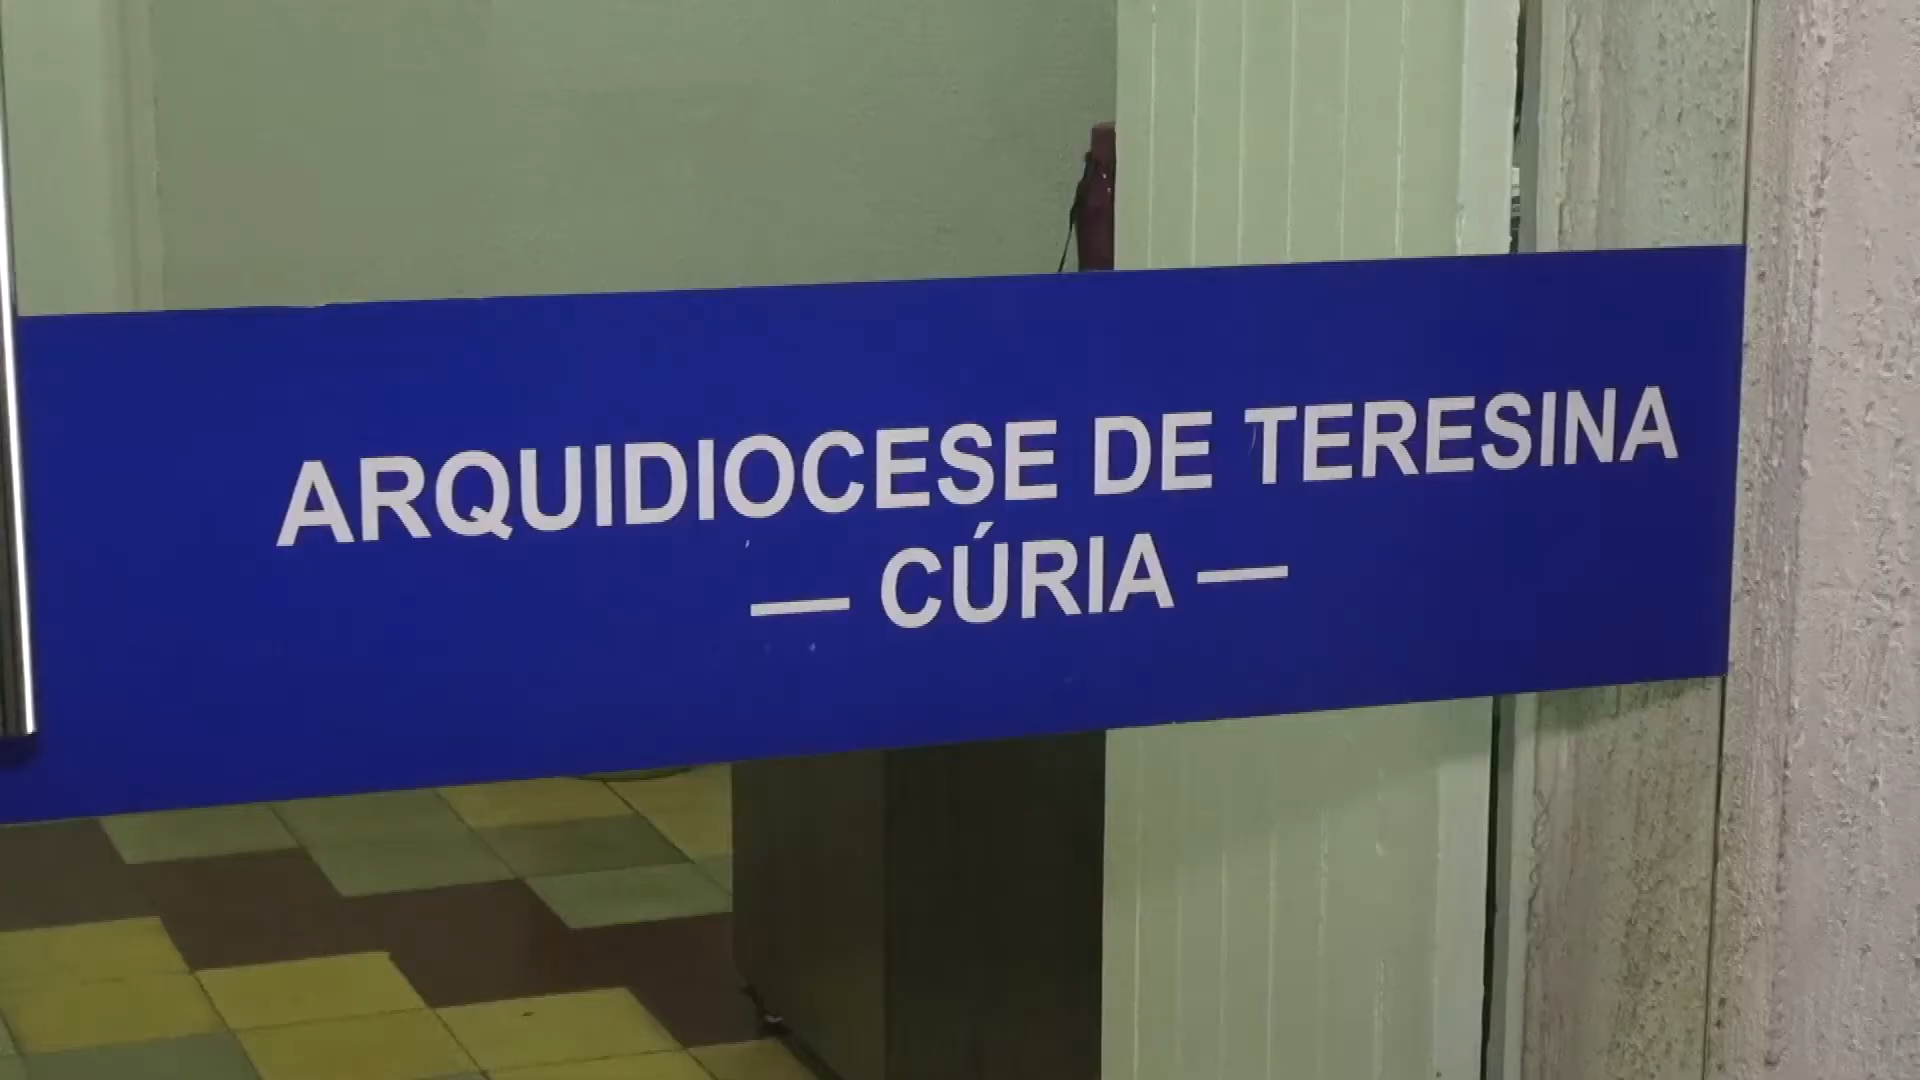 ARQUIDIOCESE DE TERESINA
— CÚRIA —